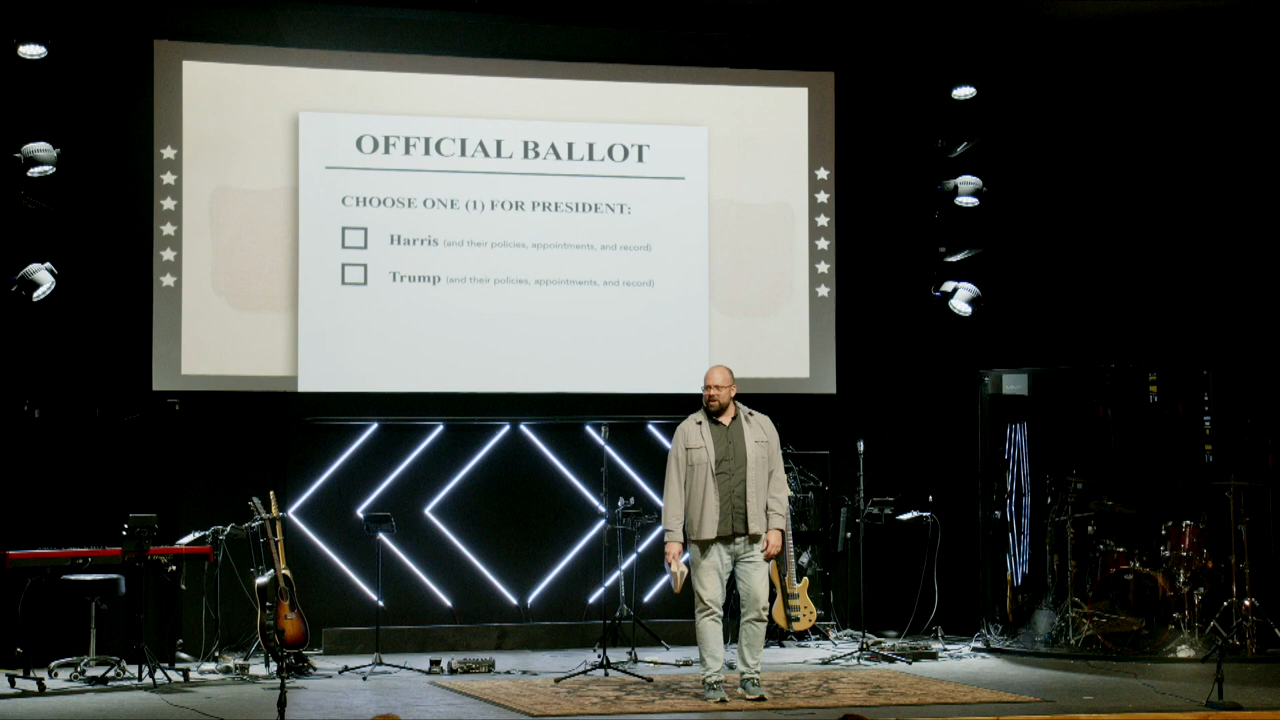 OFFICIAL BALLOT
CHOOSE ONE (1) FOR PRESIDENT:
Harris (and their policies, appointments, and record)
Trump (and their policies, appointments, and record)